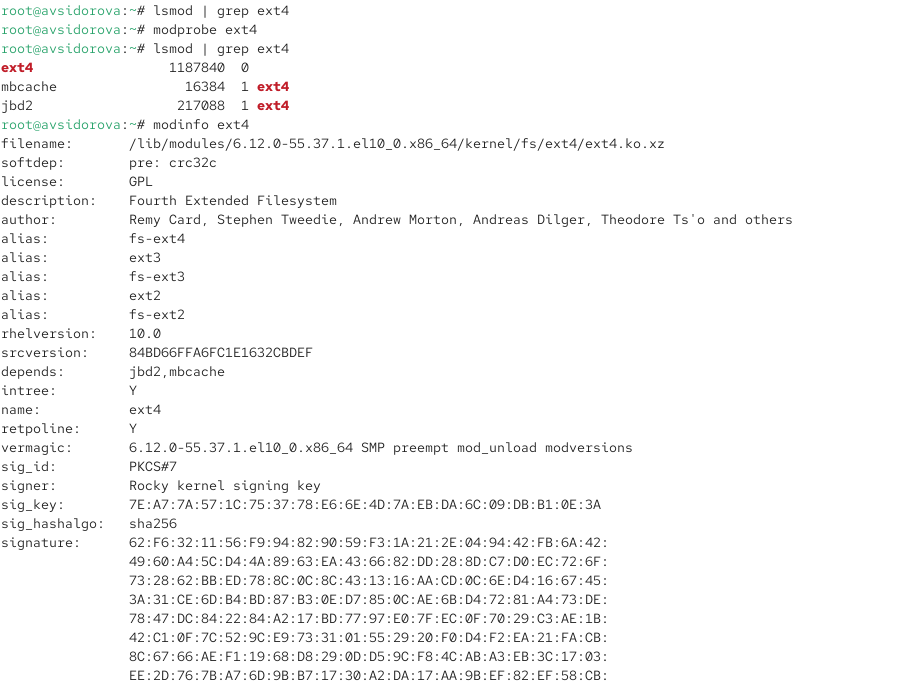 root@avsidorova:~# lsmod | grep ext4
root@avsidorova:~# modprobe ext4
root@avsidorova:~# lsmod | grep ext4
ext4                 1187840  0
mbcache                16384  1 ext4
jbd2                  217088  1 ext4
root@avsidorova:~# modinfo ext4
filename:       /lib/modules/6.12.0-55.37.1.el10_0.x86_64/kernel/fs/ext4/ext4.ko.xz
softdep:        pre: crc32c
license:        GPL
description:    Fourth Extended Filesystem
author:         Remy Card, Stephen Tweedie, Andrew Morton, Andreas Dilger, Theodore Ts'o and others
alias:          fs-ext4
alias:          ext3
alias:          fs-ext3
alias:          ext2
alias:          fs-ext2
rhelversion:    10.0
srcversion:     84BD66FFA6FC1E1632CBDEF
depends:        jbd2,mbcache
intree:         Y
name:           ext4
retpoline:      Y
vermagic:       6.12.0-55.37.1.el10_0.x86_64 SMP preempt mod_unload modversions
sig_id:         PKCS#7
signer:         Rocky kernel signing key
sig_key:        7E:A7:7A:57:1C:75:37:78:E6:6E:4D:7A:EB:DA:6C:09:DB:B1:0E:3A
sig_hashalgo:   sha256
signature:      62:F6:32:11:56:F9:94:82:90:59:F3:1A:21:2E:04:94:42:FB:6A:42:
                49:60:A4:5C:D4:4A:89:63:EA:43:66:82:DD:28:8D:C7:D0:EC:72:6F:
                73:28:62:BB:ED:78:8C:0C:8C:43:13:16:AA:CD:0C:6E:D4:16:67:45:
                3A:31:CE:6D:B4:BD:87:B3:0E:D7:85:0C:AE:6B:D4:72:81:A4:73:DE:
                78:47:DC:84:22:84:A2:17:BD:77:97:E0:7F:EC:0F:70:29:C3:AE:1B:
                42:C1:0F:7C:52:9C:E9:73:31:01:55:29:20:F0:D4:F2:EA:21:FA:CB:
                8C:67:66:AE:F1:19:68:D8:29:0D:D5:9C:F8:4C:AB:A3:EB:3C:17:03:
                EE:2D:76:7B:A7:6D:9B:B7:17:30:A2:DA:17:AA:9B:EF:82:EF:58:CB: